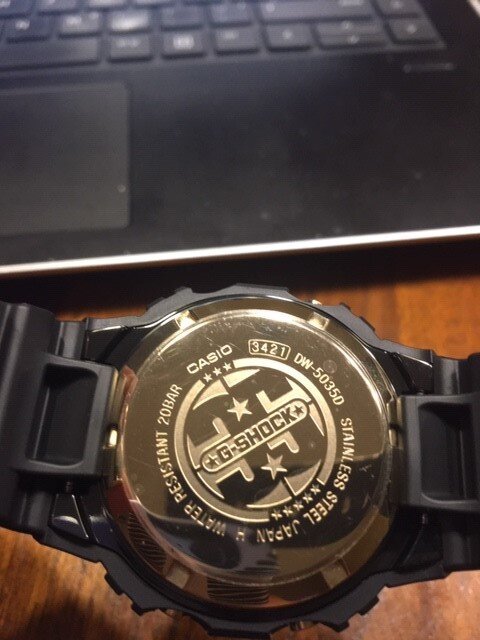 CASIO 3421 DW-5035D STAINLESS STEEL JAPAN H WATER RESISTANT 20BAR
G-SHOCK